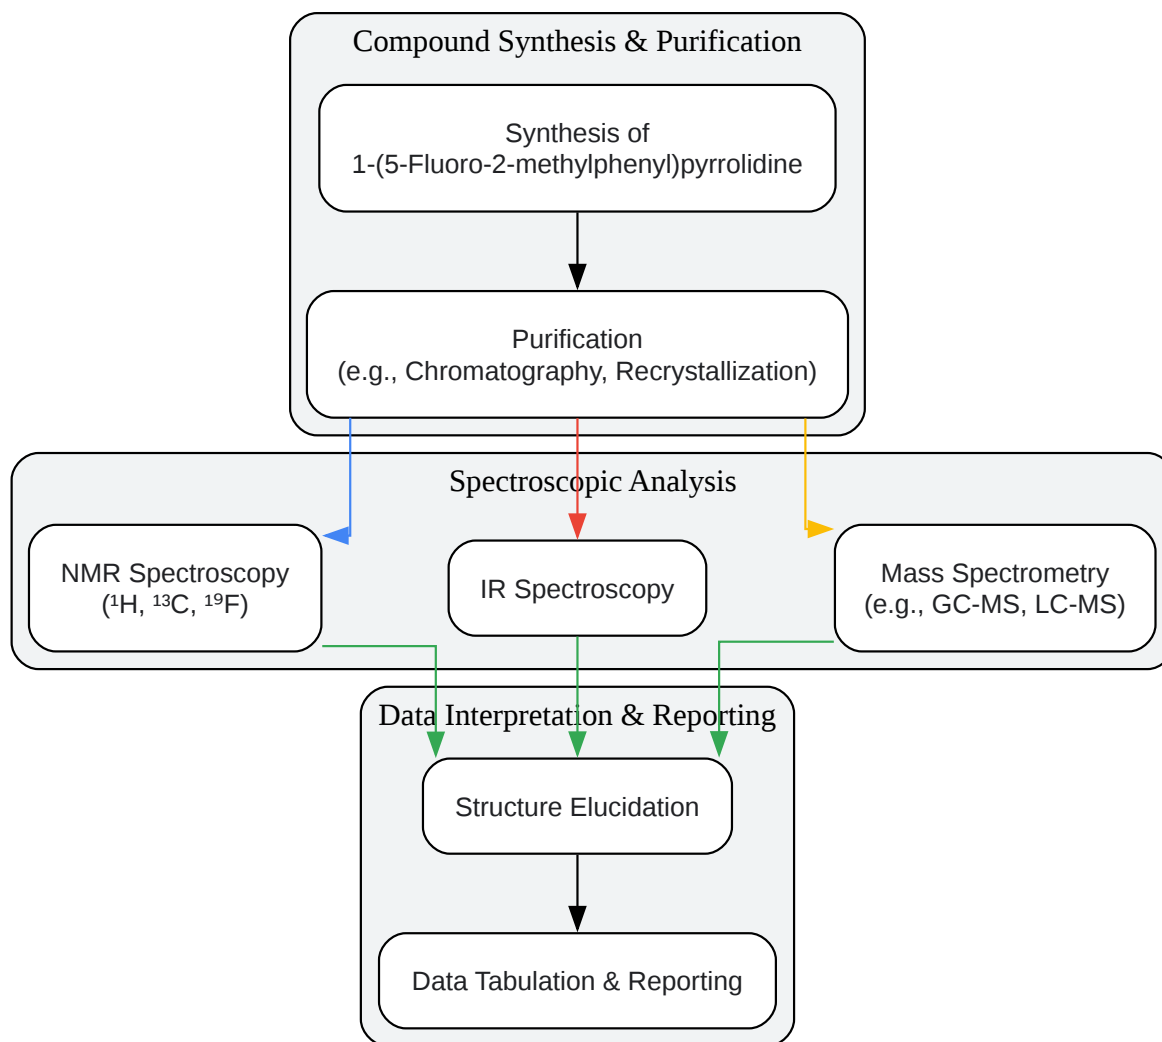 Compound Synthesis & Purification
Synthesis of
1-(5-Fluoro-2-methylphenyl)pyrrolidine
Purification
(e.g., Chromatography, Recrystallization)
Spectroscopic Analysis
NMR Spectroscopy
(¹H, ¹³C, ¹⁹F)
IR Spectroscopy
Mass Spectrometry
(e.g., GC-MS, LC-MS)
Data Interpretation & Reporting
Structure Elucidation
Data Tabulation & Reporting